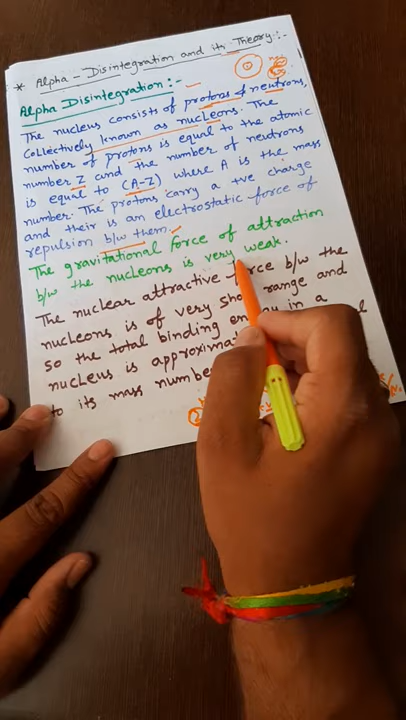 * Alpha - Disintegration and its Theory :-
Alpha Disintegration :-
The nucleus consists of protons & neutrons,
Collectively known as nucleons. The
number of protons is equal to the atomic
number Z and the number of neutrons
is equal to (A-Z) where A is the mass
number. The protons carry a +ve charge
and their is an electrostatic force of
repulsion b/w them.
The gravitational force of attraction
b/w the nucleons is very weak.
The nuclear attractive force b/w the
nucleons is of very range and
so the total binding in a
nucleus is
to its mass